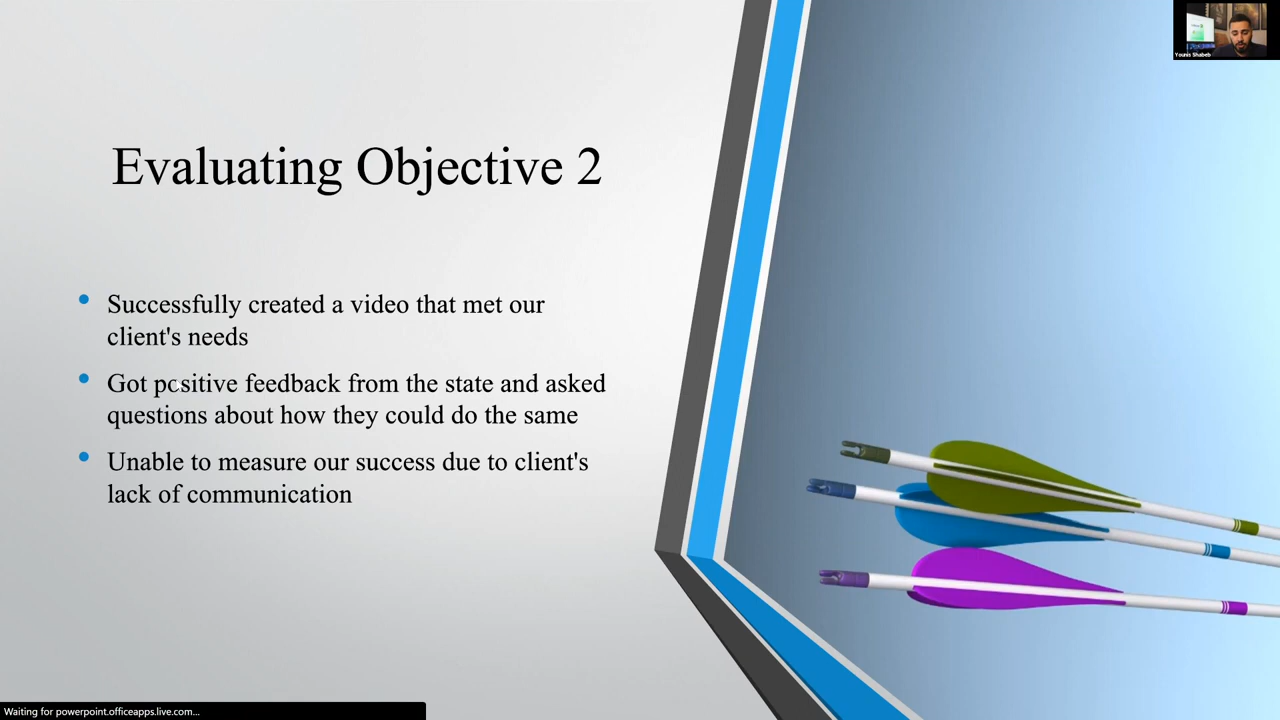 Younis Shabeb
Evaluating Objective 2
Successfully created a video that met our
client's needs
Got positive feedback from the state and asked
questions about how they could do the same
Unable to measure our success due to client's
lack of communication
Waiting for powerpoint.officeapps.live.com...